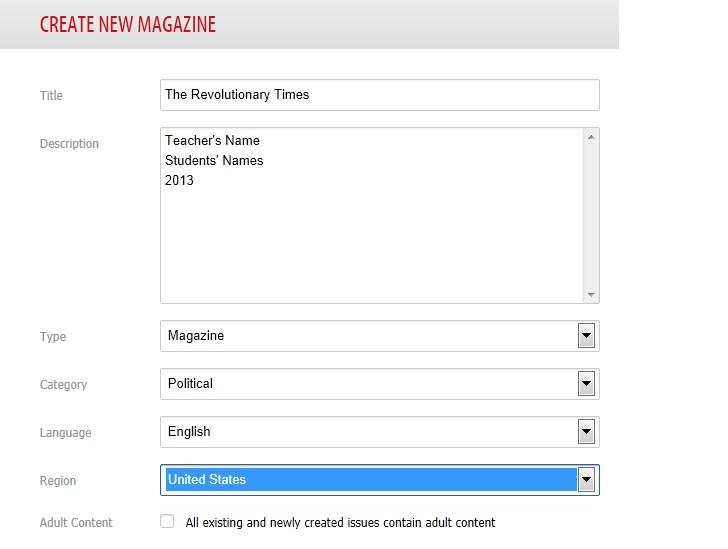 CREATE NEW MAGAZINE
Title
The Revolutionary Times
Description
Teacher's Name
Students' Names
2013
Type
Magazine
Category
Political
Language
English
Region
United States
Adult Content
All existing and newly created issues contain adult content